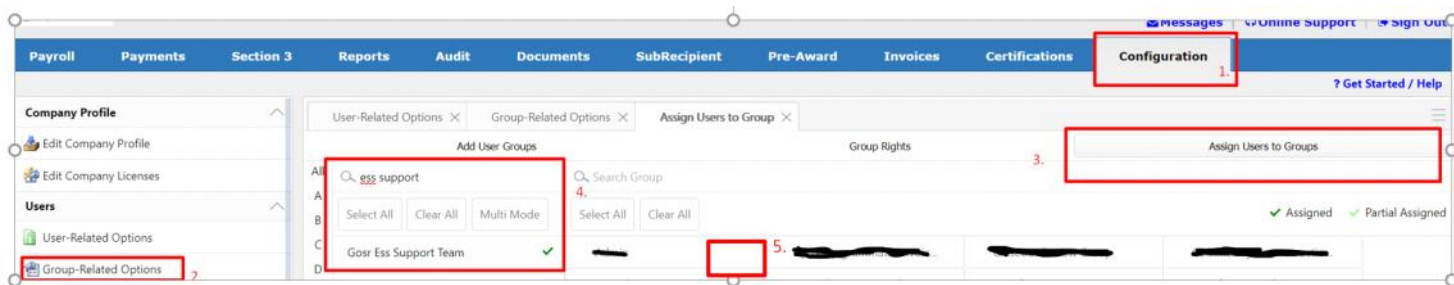 Messages | Online Support | Sign Out
Payroll Payments Section 3 Reports Audit Documents SubRecipient Pre-Award Invoices Certifications Configuration
1.
? Get Started / Help
Company Profile
User-Related Options Group-Related Options Assign Users to Group
Edit Company Profile
Add User Groups Group Rights Assign Users to Groups
3.
Edit Company Licenses
All
ess support
Search Group
4.
Users
A
B
Select All Clear All Multi Mode Select All Clear All
Assigned Partial Assigned
User-Related Options
C
Gosr Ess Support Team
5.
Group-Related Options
2.
D